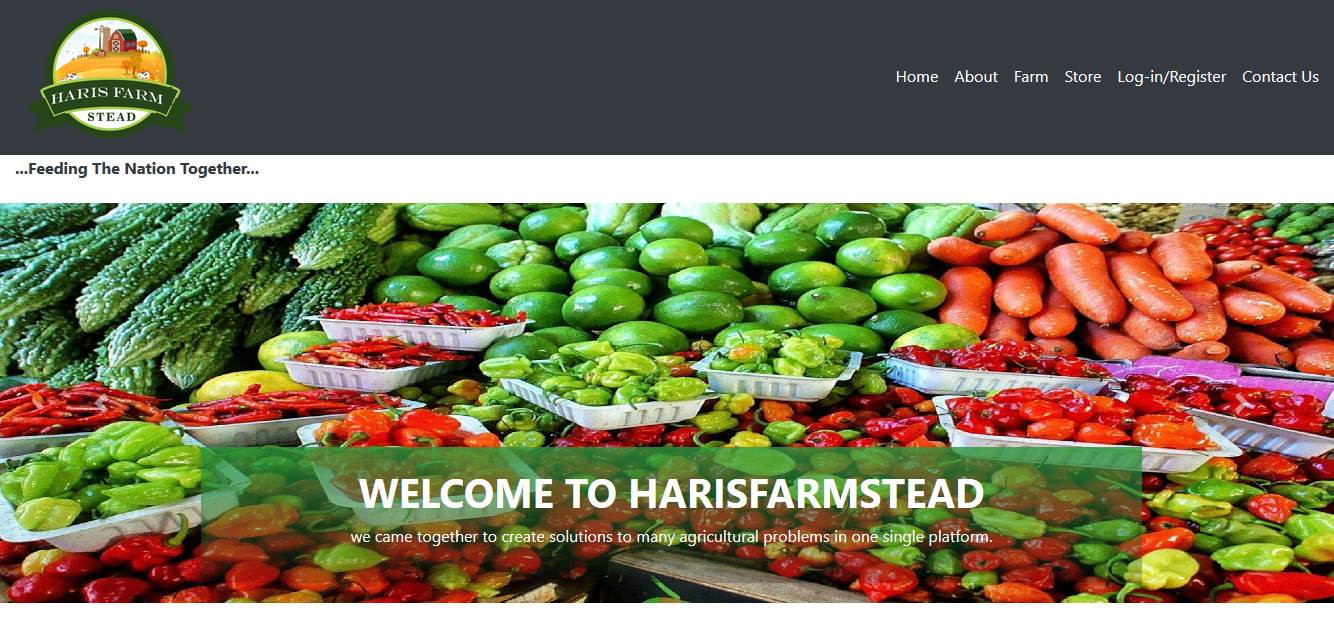 HARIS FARM
STEAD
Home About Farm Store Log-in/Register Contact Us
...Feeding The Nation Together...
WELCOME TO HARISFARMSTEAD
we came together to create solutions to many agricultural problems in one single platform.